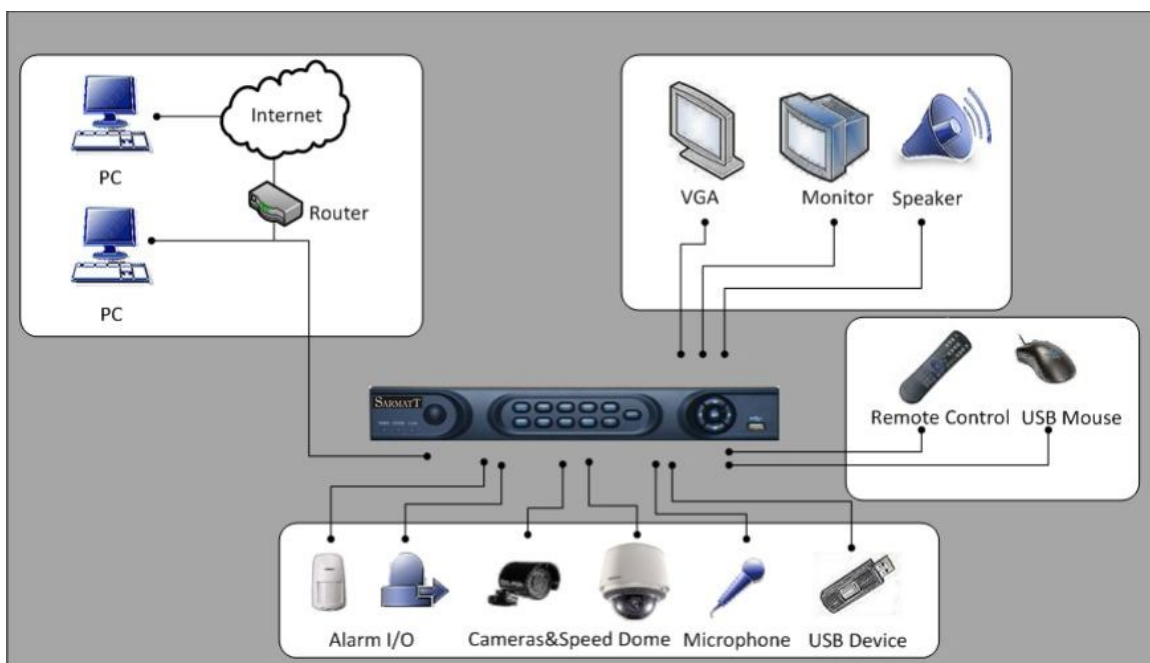 Internet
PC
Router
PC
VGA Monitor Speaker
SARMATT
Remote Control USB Mouse
Alarm I/O Cameras&Speed Dome Microphone USB Device